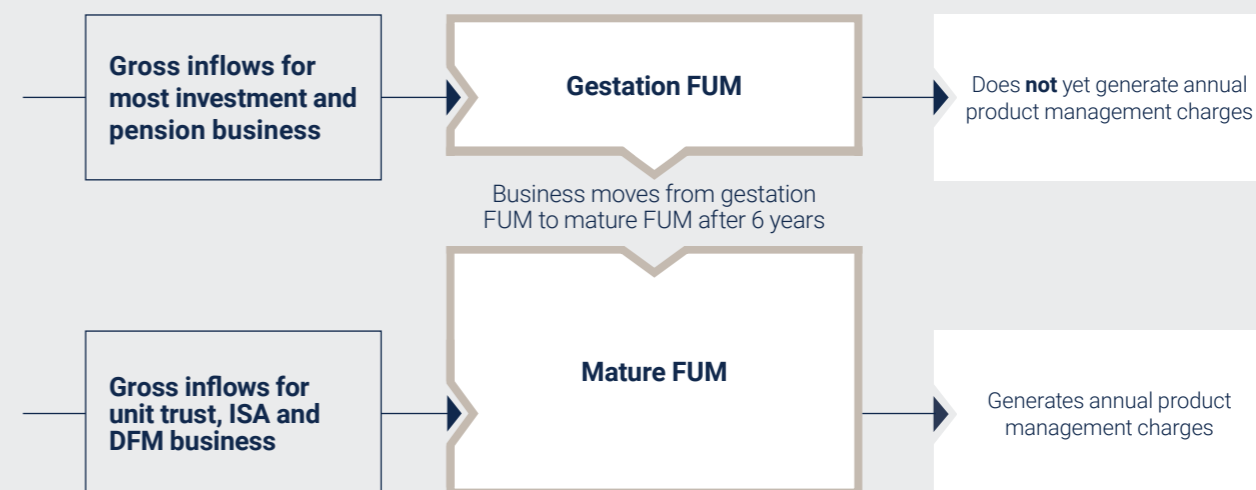 Gross inflows for
most investment and
pension business
Gestation FUM
Does not yet generate annual
product management charges
Business moves from gestation
FUM to mature FUM after 6 years
Gross inflows for
unit trust, ISA and
DFM business
Mature FUM
Generates annual product
management charges